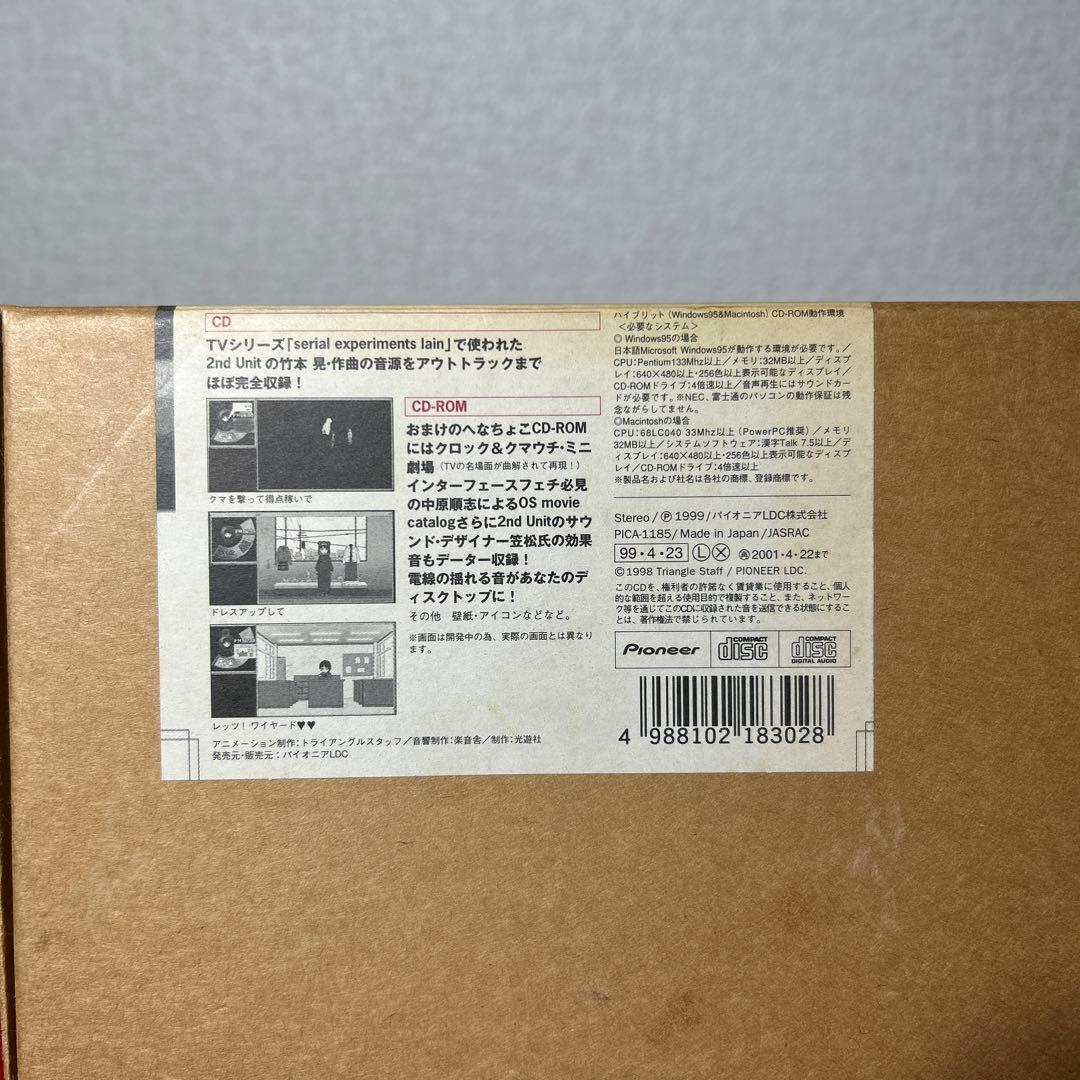 CD
TVシリーズ「serial experiments lain」で使われた
2nd Unit の竹本 晃・作曲の音源をアウトトラックまで
ほぼ完全収録！
クマを撃って得点稼いで
ドレスアップして
レッツ！ワイヤード♥♥
CD-ROM
おまけのへなちょこCD-ROM
にはクロック＆クマウチ・ミニ
劇場（TVの名場面が曲解されて再現！）
インターフェースフェチ必見
の中原順志によるOS movie
catalogさらに2nd Unitのサウ
ンド・デザイナー笠松氏の効果
音もデーター収録！
電線の揺れる音があなたのデ
ィスクトップに！
その他　壁紙・アイコンなどなど。
※画面は開発中の為、実際の画面とは異なり
ます。
アニメーション制作：トライアングルスタッフ／音響制作：楽音舎／制作：光遊社
発売元・販売元：パイオニアLDC
ハイブリット（Windows95&Macintosh）CD-ROM動作環境
＜必要なシステム＞
◎Windows95の場合
日本語Microsoft Windows95が動作する環境が必要です。／
CPU：Pentium133Mhz以上／メモリ：32MB以上／ディスプ
レイ：640×480以上・256色以上表示可能なディスプレイ／
CD-ROMドライブ：4倍速以上／音声再生にはサウンドカー
ドが必要です。※NEC、富士通のパソコンの動作保証は残
念ながらしてません。
◎Macintoshの場合
CPU：68LC040 33Mhz以上（PowerPC推奨）／メモリ
32MB以上／システムソフトウェア：漢字Talk 7.5以上／デ
ィスプレイ：640×480以上・256色以上表示可能なディスプ
レイ／CD-ROMドライブ：4倍速以上
※製品名および社名は各社の商標、登録商標です。
Stereo／Ⓟ1999／パイオニアLDC株式会社
PICA-1185／Made in Japan／JASRAC
99・4・23 Ⓛ Ⓧ ㊢2001・4・22まで
©1998 Triangle Staff / PIONEER LDC.
このCDを、権利者の許諾なく賃貸業に使用すること、個人
的な範囲を超える使用目的で複製すること、また、ネットワー
ク等を通じてこのCDに収録された音を送信できる状態にするこ
とは、著作権法で禁じられています。
Pioneer COMPACT disc COMPACT disc DIGITAL AUDIO
4 988102 183028